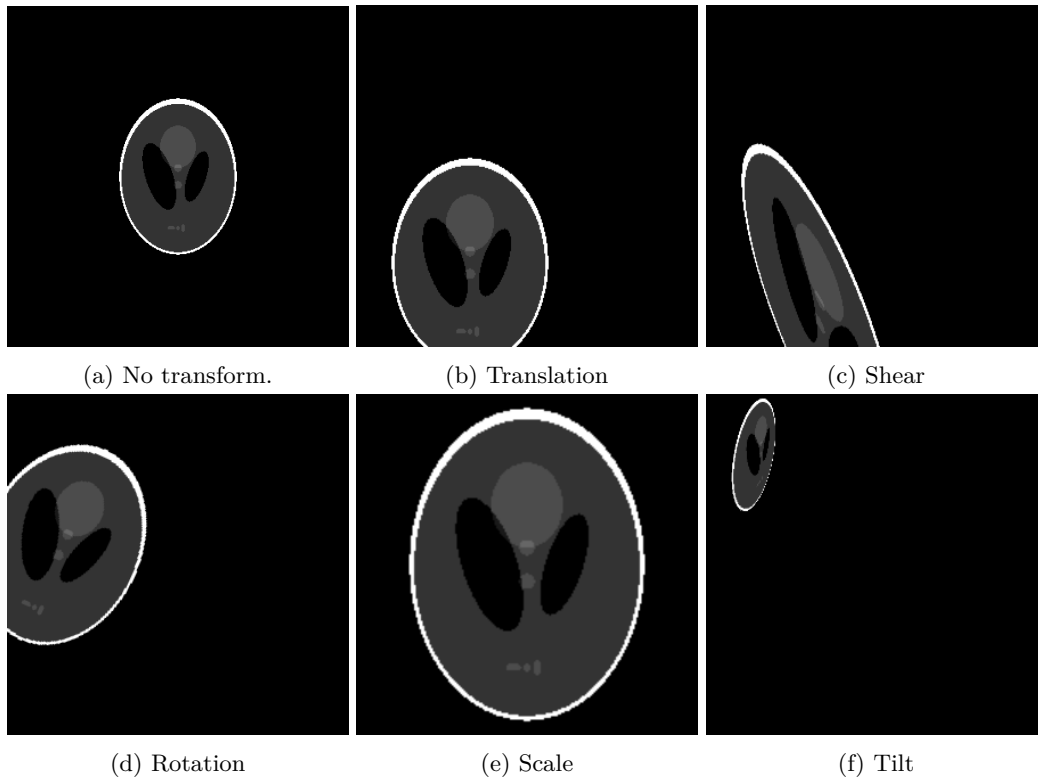 (a) No transform.
(b) Translation
(c) Shear
(d) Rotation
(e) Scale
(f) Tilt